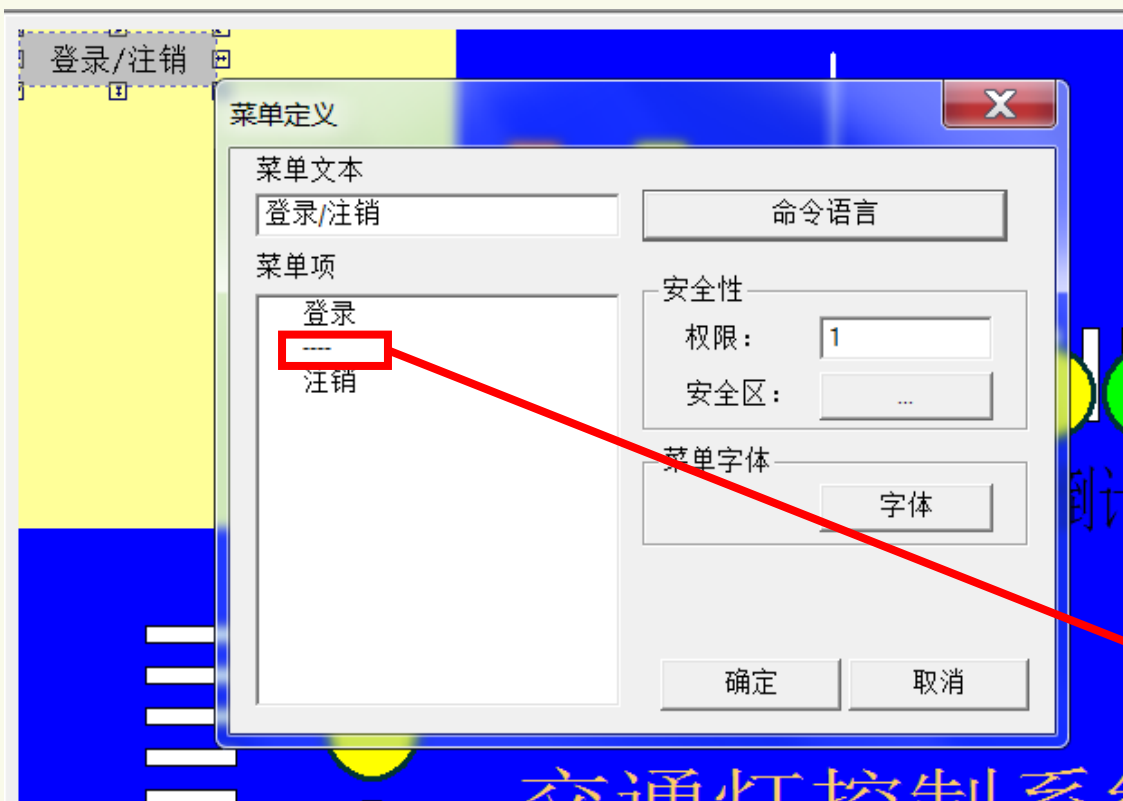 登录/注销
菜单定义
菜单文本
登录/注销
命令语言
菜单项
登录
----
注销
安全性
权限：
1
安全区：
...
菜单字体
字体
倒计
确定
取消
交通灯控制系